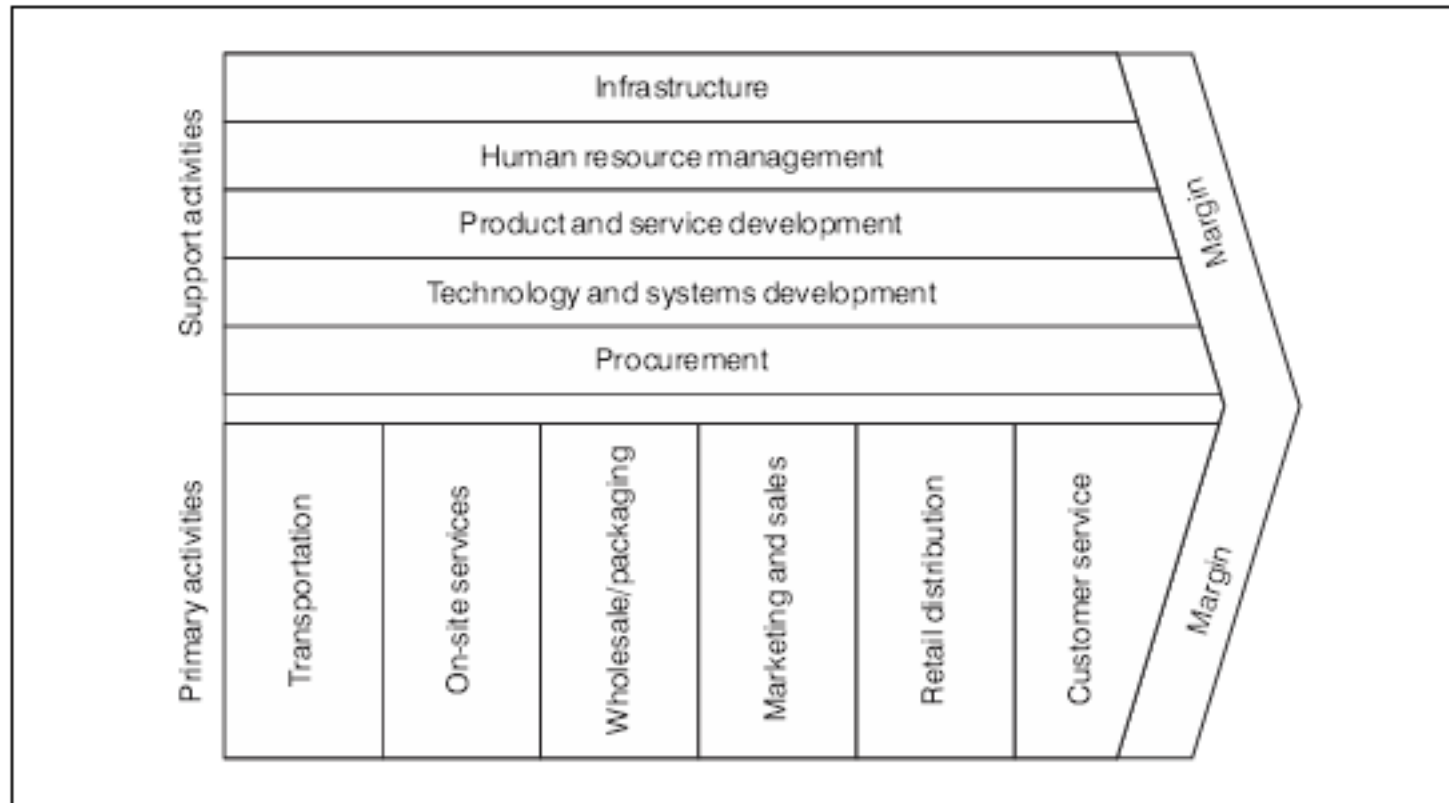 Support activities
Infrastructure
Human resource management
Product and service development
Technology and systems development
Procurement
Margin
Primary activities
Transportation
On-site services
Wholesale/packaging
Marketing and sales
Retail distribution
Customer service
Margin